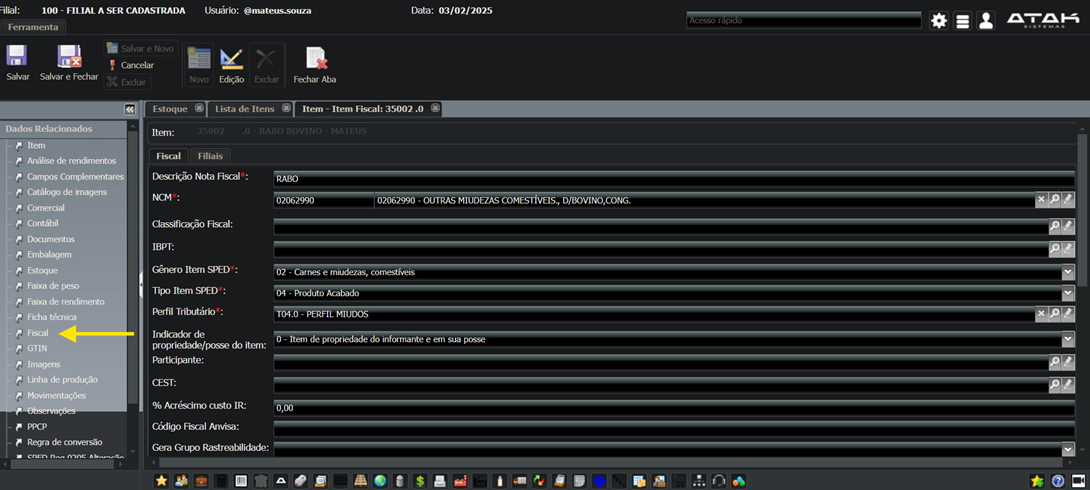 Filial: 100 - FILIAL A SER CADASTRADA Usuário: @mateus.souza Data: 03/02/2025
Acesso rápido
ATAK
SISTEMAS
Ferramenta
Salvar
Salvar e Fechar
Salvar e Novo
Cancelar
Excluir
Novo
Edição
Excluir
Fechar Aba
Dados Relacionados
Item
Análise de rendimentos
Campos Complementares
Catálogo de imagens
Comercial
Contábil
Documentos
Embalagem
Estoque
Faixa de peso
Faixa de rendimento
Ficha técnica
Fiscal
GTIN
Imagens
Linha de produção
Movimentações
Observações
PPCP
Regra de conversão
SPED Reg 0205 Alteração
Estoque
Lista de Itens
Item - Item Fiscal: 35002 .0
Item: 35002 .0 - RABO BOVINO - MATEUS
Fiscal Filiais
Descrição Nota Fiscal*: RABO
NCM*: 02062990 02062990 - OUTRAS MIUDEZAS COMESTÍVEIS., D/BOVINO,CONG.
Classificação Fiscal:
IBPT:
Gênero Item SPED*: 02 - Carnes e miudezas, comestíveis
Tipo Item SPED*: 04 - Produto Acabado
Perfil Tributário*: T04.0 - PERFIL MIUDOS
Indicador de
propriedade/posse do item: 0 - Item de propriedade do informante e em sua posse
Participante:
CEST:
% Acréscimo custo IR: 0,00
Código Fiscal Anvisa:
Gera Grupo Rastreabilidade: